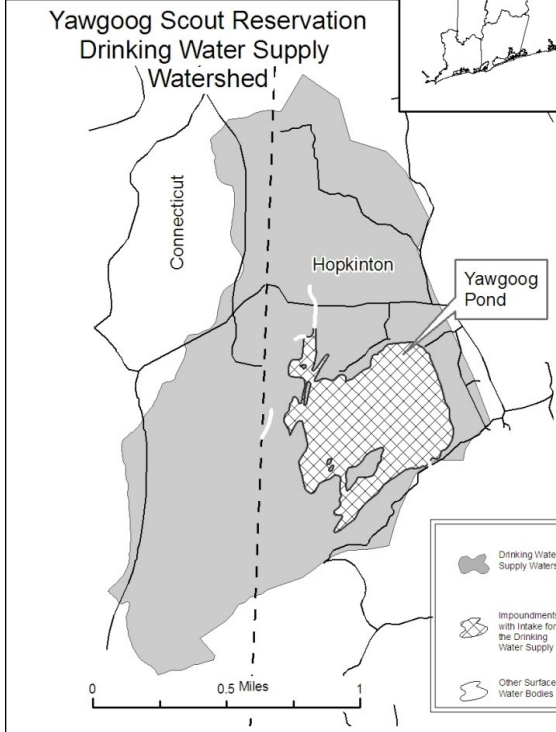 Yawgoog Scout Reservation
Drinking Water Supply
Watershed
Connecticut
Hopkinton
Yawgoog
Pond
Drinking Wate
Supply Waters
Impoundments
with Intake for
the Drinking
Water Supply
Other Surface
Water Bodies
0 0.5 Miles 1